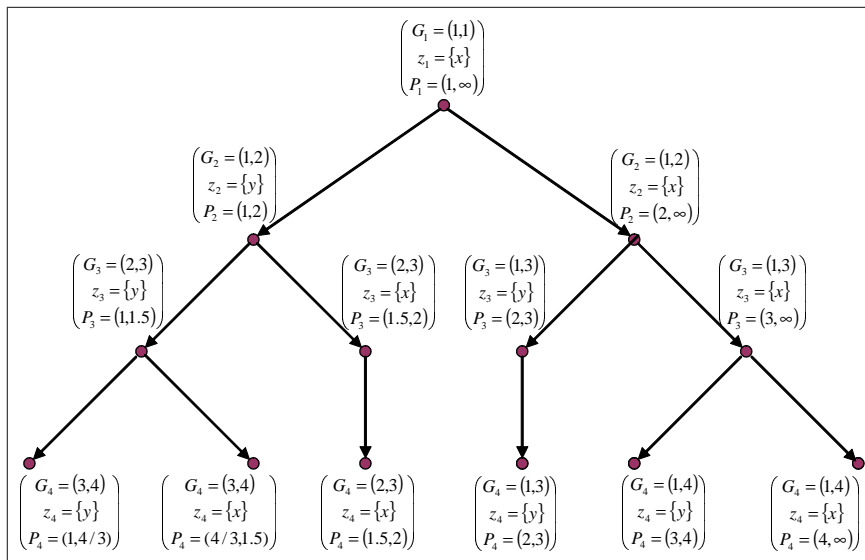 G₁ = (1,1)
z₁ = {x}
P₁ = (1, ∞)
G₂ = (1,2)
z₂ = {y}
P₂ = (1,2)
G₂ = (1,2)
z₂ = {x}
P₂ = (2, ∞)
G₃ = (2,3)
z₃ = {y}
P₃ = (1,1.5)
G₃ = (2,3)
z₃ = {x}
P₃ = (1.5,2)
G₃ = (1,3)
z₃ = {y}
P₃ = (2,3)
G₃ = (1,3)
z₃ = {x}
P₃ = (3, ∞)
G₄ = (3,4)
z₄ = {y}
P₄ = (1,4/3)
G₄ = (3,4)
z₄ = {x}
P₄ = (4/3,1.5)
G₄ = (2,3)
z₄ = {x}
P₄ = (1.5,2)
G₄ = (1,3)
z₄ = {y}
P₄ = (2,3)
G₄ = (1,4)
z₄ = {y}
P₄ = (3,4)
G₄ = (1,4)
z₄ = {x}
P₄ = (4, ∞)